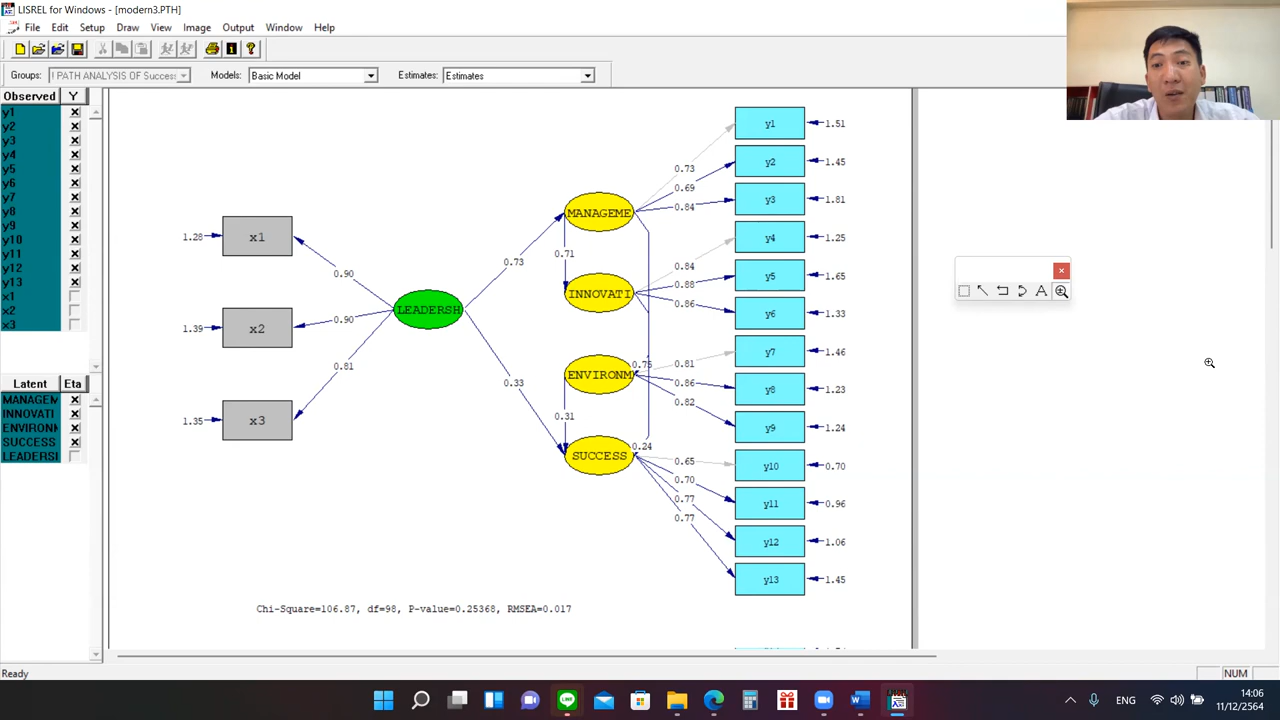 LISREL for Windows - [modern3.PTH]
File Edit Setup Draw View Image Output Window Help
Groups: PATH ANALYSIS OF Success Models: Basic Model Estimates: Estimates
Observed Y
y1
y2
y3
y4
y5
y6
y7
y8
y9
y10
y11
y12
y13
x1
x2
x3
Latent Eta
MANAGEM
INNOVATI
ENVIRONM
SUCCESS
LEADERSH
1.28 x1
1.39 x2
1.35 x3
0.90
0.90
0.81
LEADERSH
0.73
0.33
MANAGEME
0.71
INNOVATI
ENVIRONM
0.31
SUCCESS
0.75
0.24
0.73
0.69
0.84
0.84
0.88
0.86
0.81
0.86
0.82
0.65
0.70
0.77
0.77
y1 1.51
y2 1.45
y3 1.81
y4 1.25
y5 1.65
y6 1.33
y7 1.46
y8 1.23
y9 1.24
y10 0.70
y11 0.96
y12 1.06
y13 1.45
Chi-Square=106.87, df=98, P-value=0.25368, RMSEA=0.017
A
Ready
NUM
ENG
14:06
11/12/2564